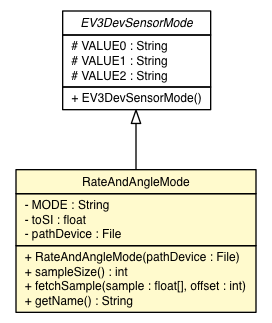 EV3DevSensorMode
# VALUE0 : String
# VALUE1 : String
# VALUE2 : String
+ EV3DevSensorMode()
RateAndAngleMode
- MODE : String
- toSI : float
- pathDevice : File
+ RateAndAngleMode(pathDevice : File)
+ sampleSize() : int
+ fetchSample(sample : float[], offset : int)
+ getName() : String